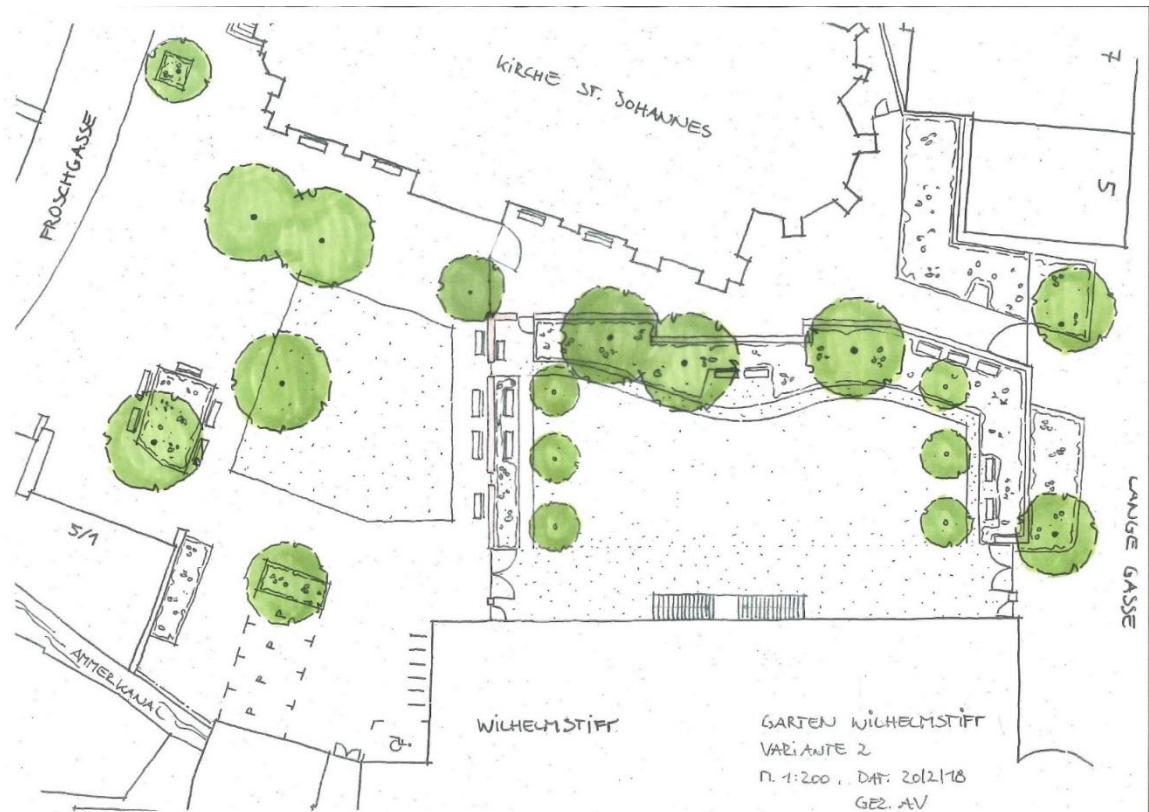 KIRCHE ST. JOHANNES
FROSCHGASSE
7
5
LANGE GASSE
5/1
AMMERKANAL
P P P
P P P
WILHELMSTIFT
GARTEN WILHELMSTIFT
VARIANTE 2
M. 1:200, DAT. 20/2/18
GEZ. AV